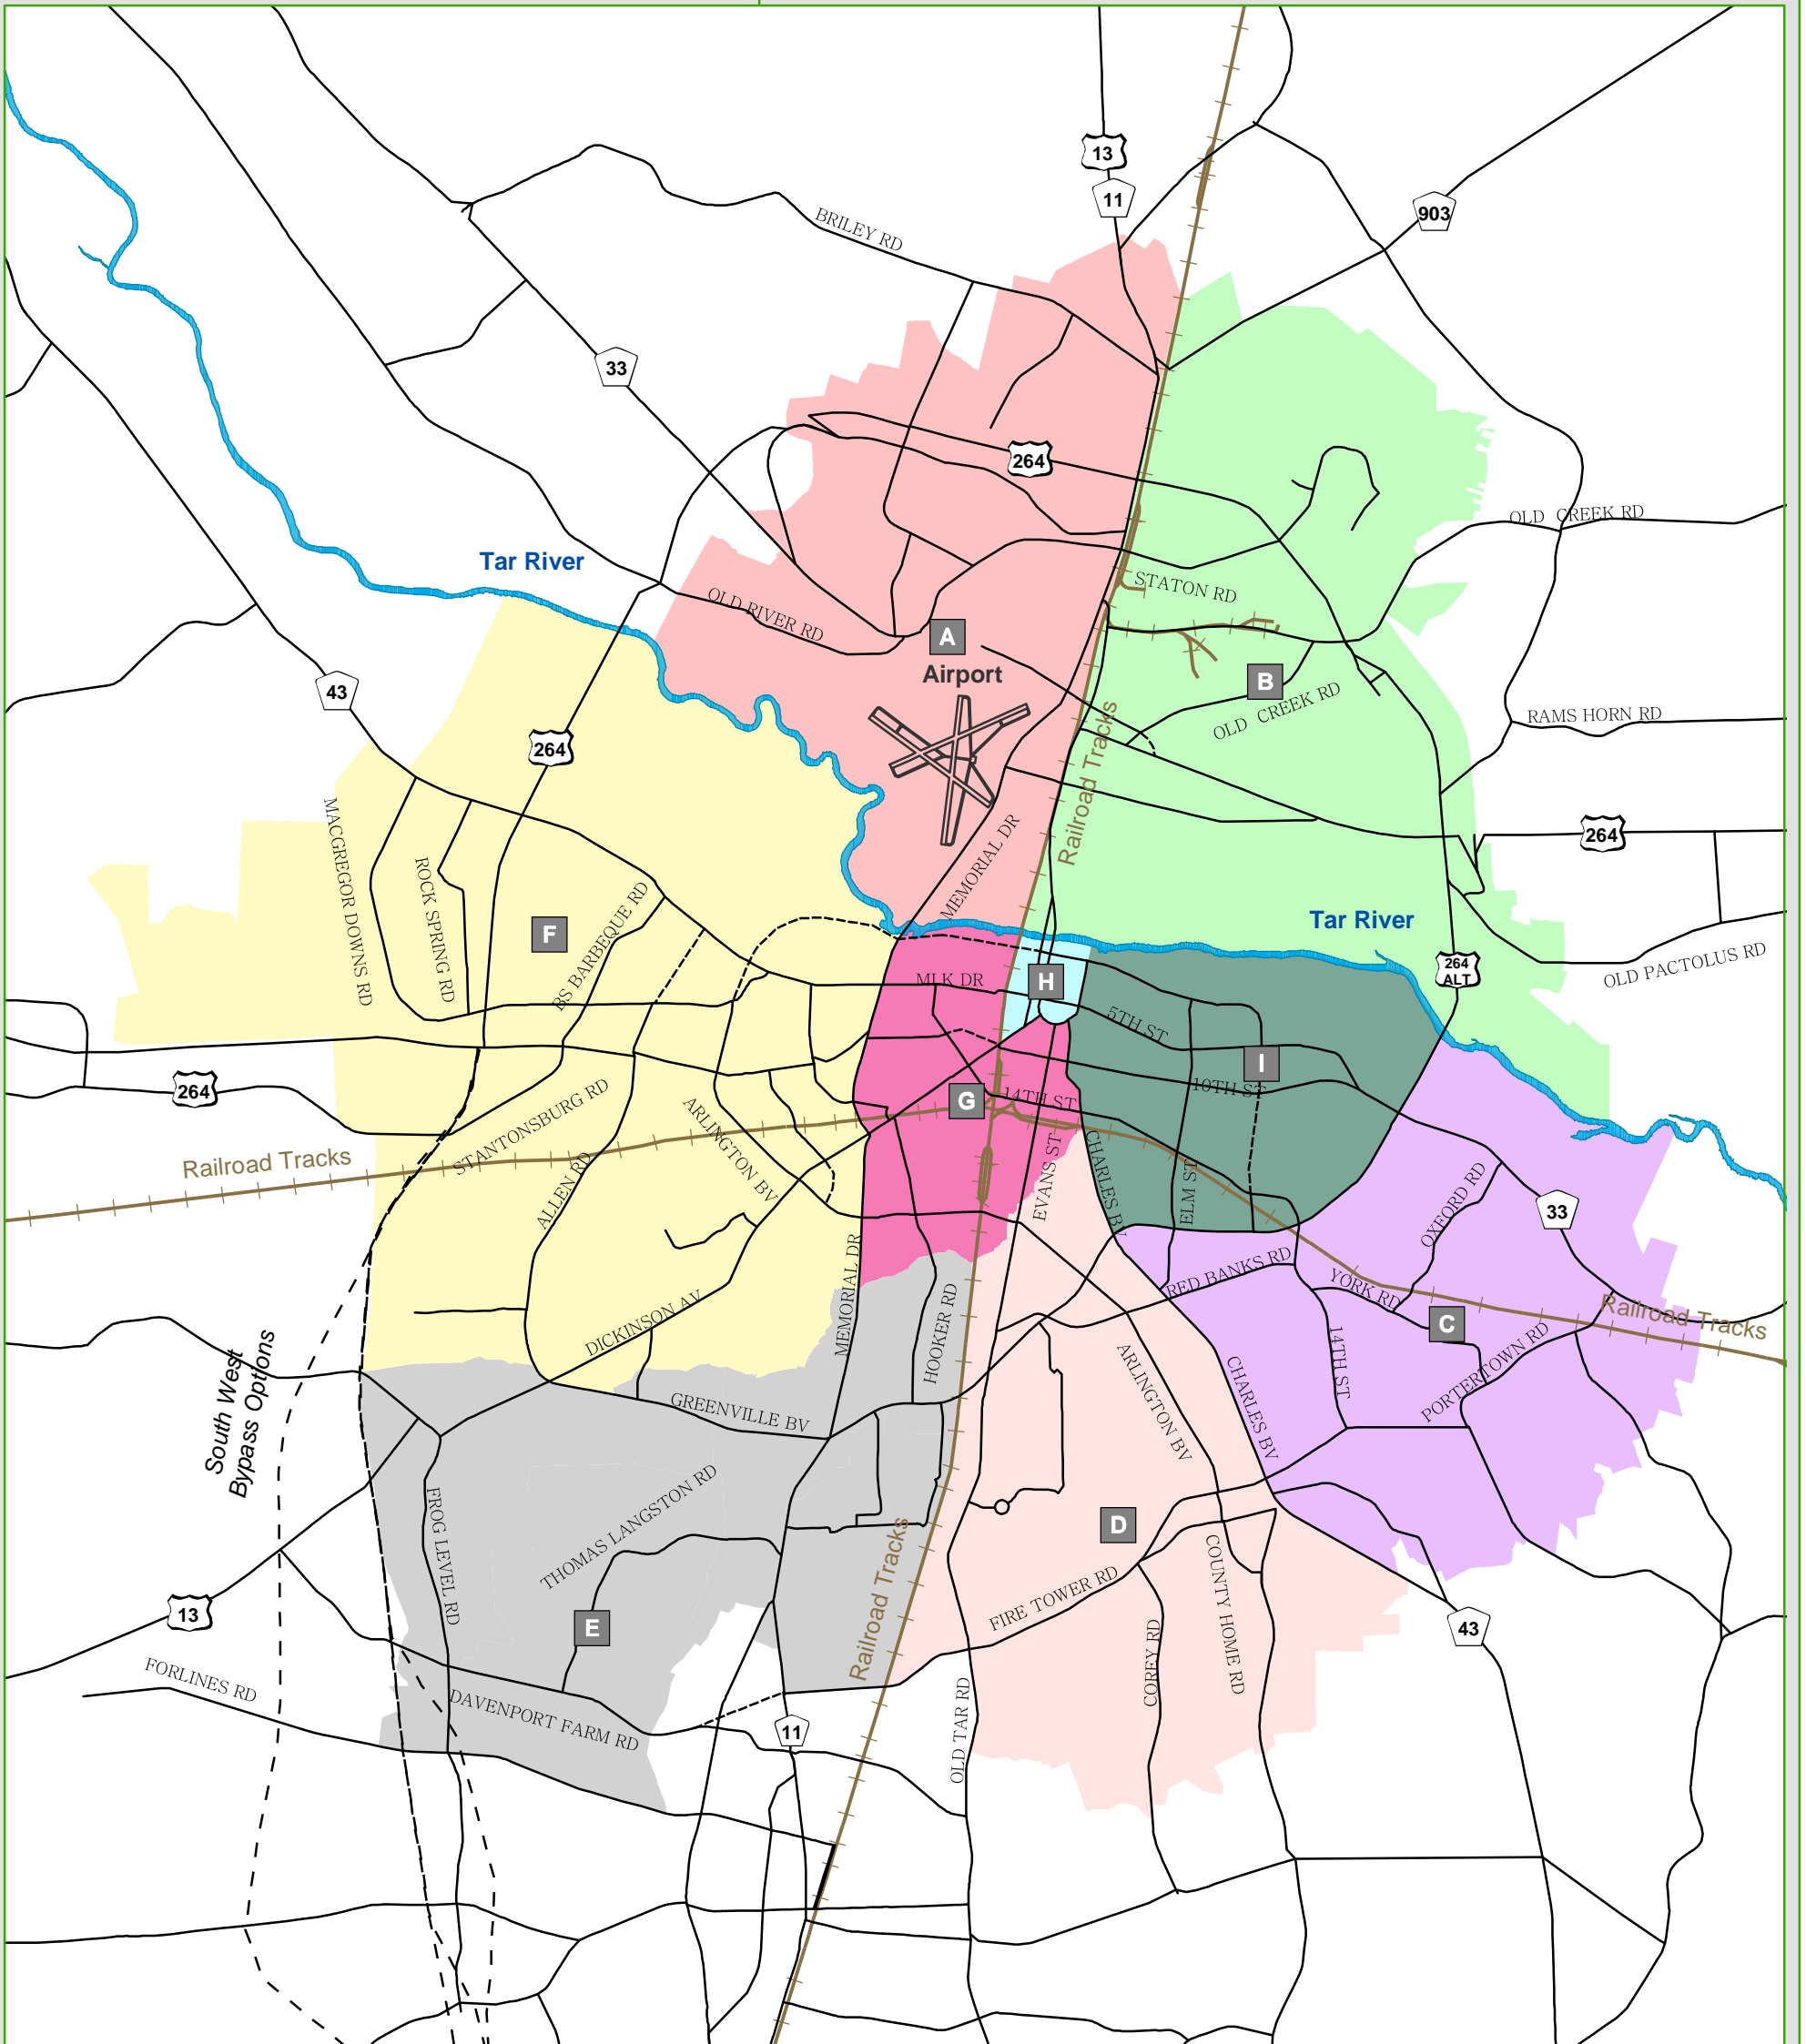 13
11
903
BRILEY RD
33
264
OLD CREEK RD
Tar River
STATON RD
OLD RIVER RD
A
Airport
B
OLD CREEK RD
43
264
RAMS HORN RD
Railroad Tracks
MACGREGOR DOWNS RD
ROCK SPRING RD
BS BARBEQUE RD
MEMORIAL DR
264
F
Tar River
OLD PACTOLUS RD
264
ALT
MLK DR
H
5TH ST
I
10TH ST
264
STANTONSBURG RD
ARLINGTON BV
G
14TH ST
Railroad Tracks
ALLEN RD
EVANS ST
CHARLES BV
ELM ST
OXFORD RD
33
RED BANKS RD
YORK RD
C
Railroad Tracks
MEMORIAL DR
HOOKER RD
DICKINSON AV
14TH ST
PORTERTOWN RD
South West
Bypass Options
GREENVILLE BV
ARLINGTON BV
CHARLES BV
FROG LEVEL RD
THOMAS LANGSTON RD
D
Railroad Tracks
13
E
FIRE TOWER RD
COREY RD
COUNTY HOME RD
43
FORLINES RD
DAVENPORT FARM RD
11
OLD TAR RD